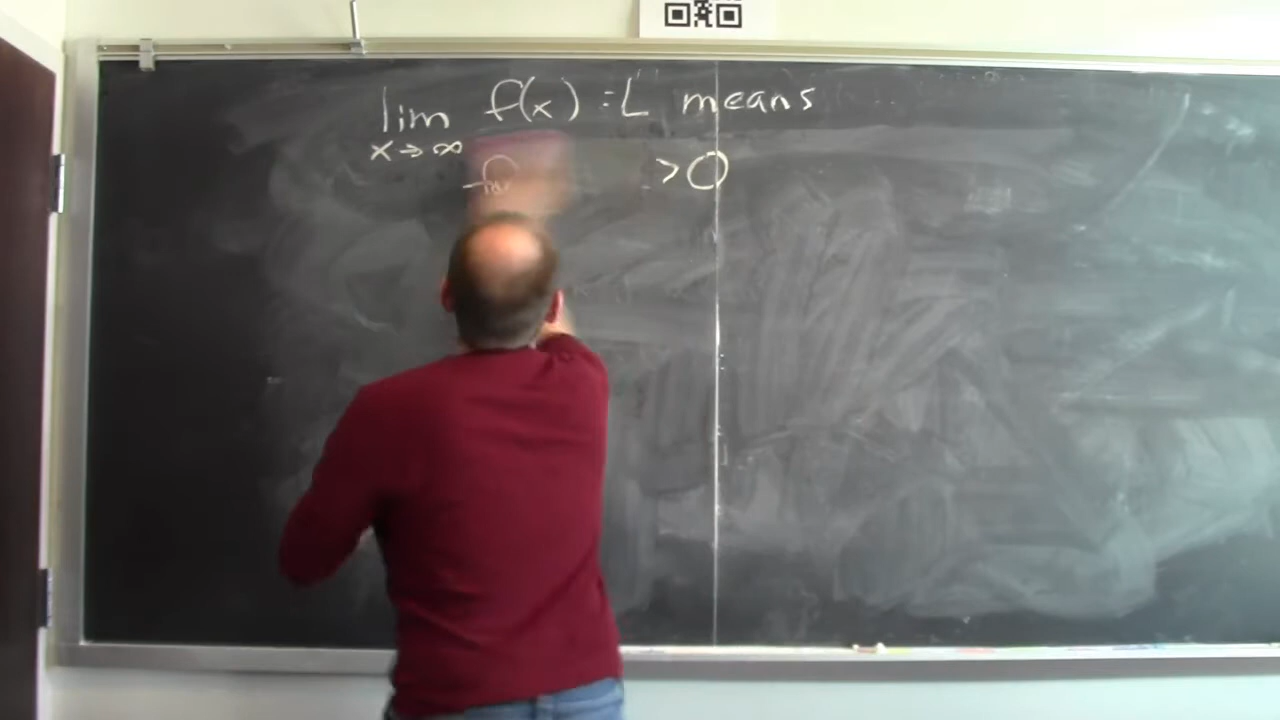 lim f(x) = L means
x → ∞
> 0